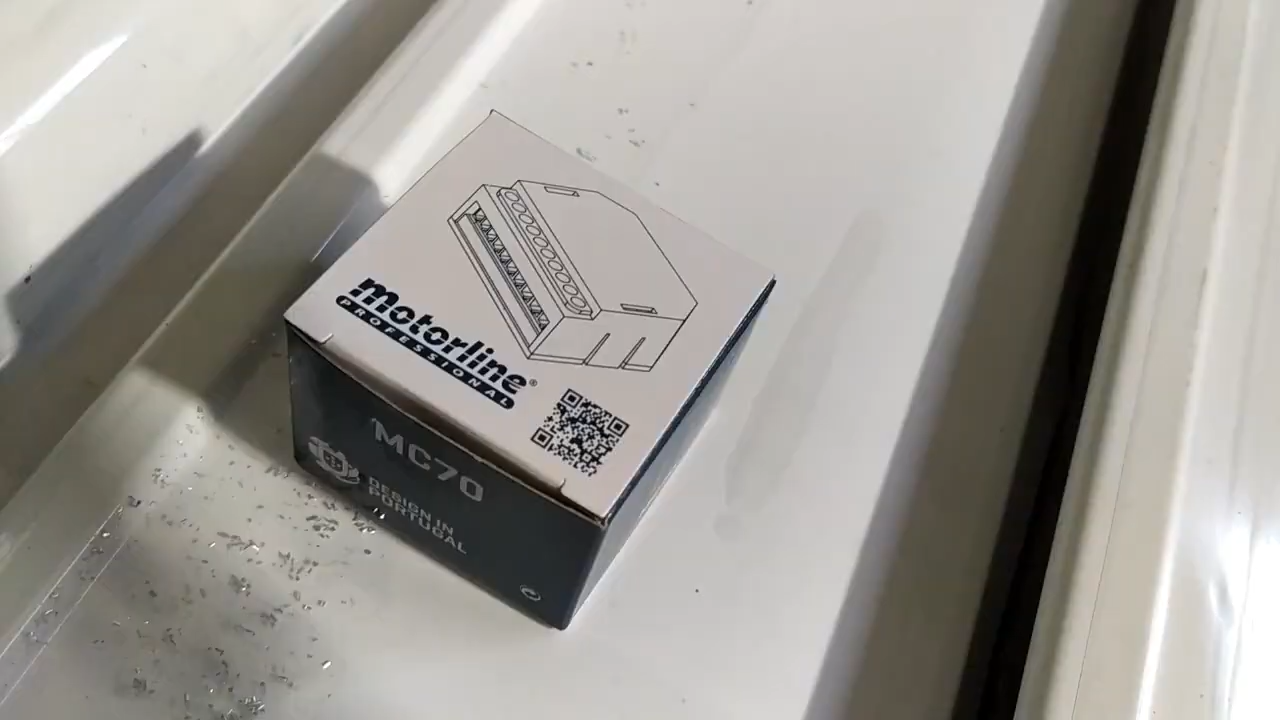 motorline®
PROFESSIONAL
MC70
DESIGN IN
PORTUGAL